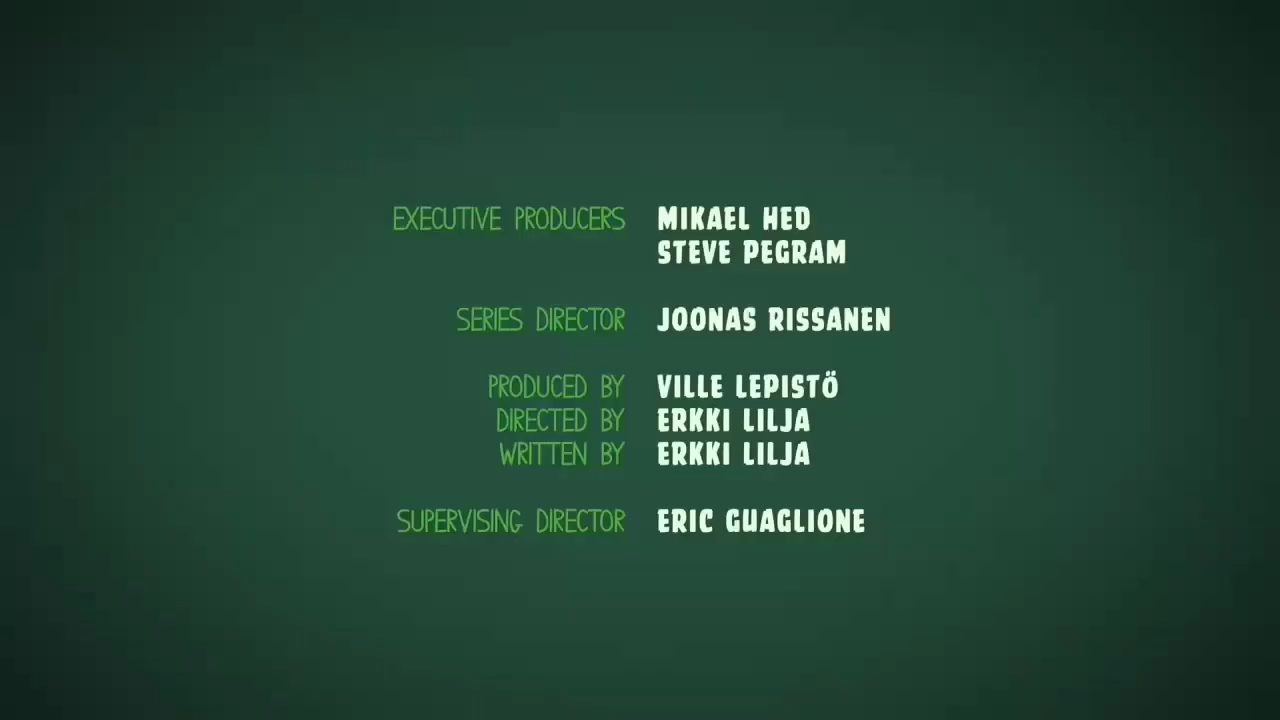 EXECUTIVE PRODUCERS MIKAEL HED
STEVE PEGRAM
SERIES DIRECTOR JOONAS RISSANEN
PRODUCED BY VILLE LEPISTÖ
DIRECTED BY ERKKI LILJA
WRITTEN BY ERKKI LILJA
SUPERVISING DIRECTOR ERIC GUAGLIONE